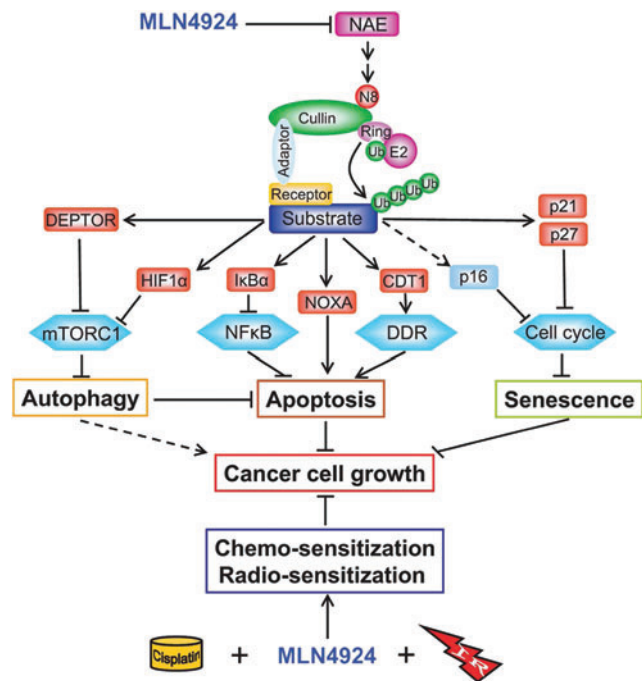 MLN4924
NAE
N8
Cullin
Ring
Ub
E2
Adaptor
Receptor
Ub Ub Ub Ub
Substrate
DEPTOR
p21
p27
HIF1α
IκBα
NOXA
CDT1
p16
mTORC1
NFκB
DDR
Cell cycle
Autophagy
Apoptosis
Senescence
Cancer cell growth
Chemo-sensitization
Radio-sensitization
Cisplatin + MLN4924 + IR